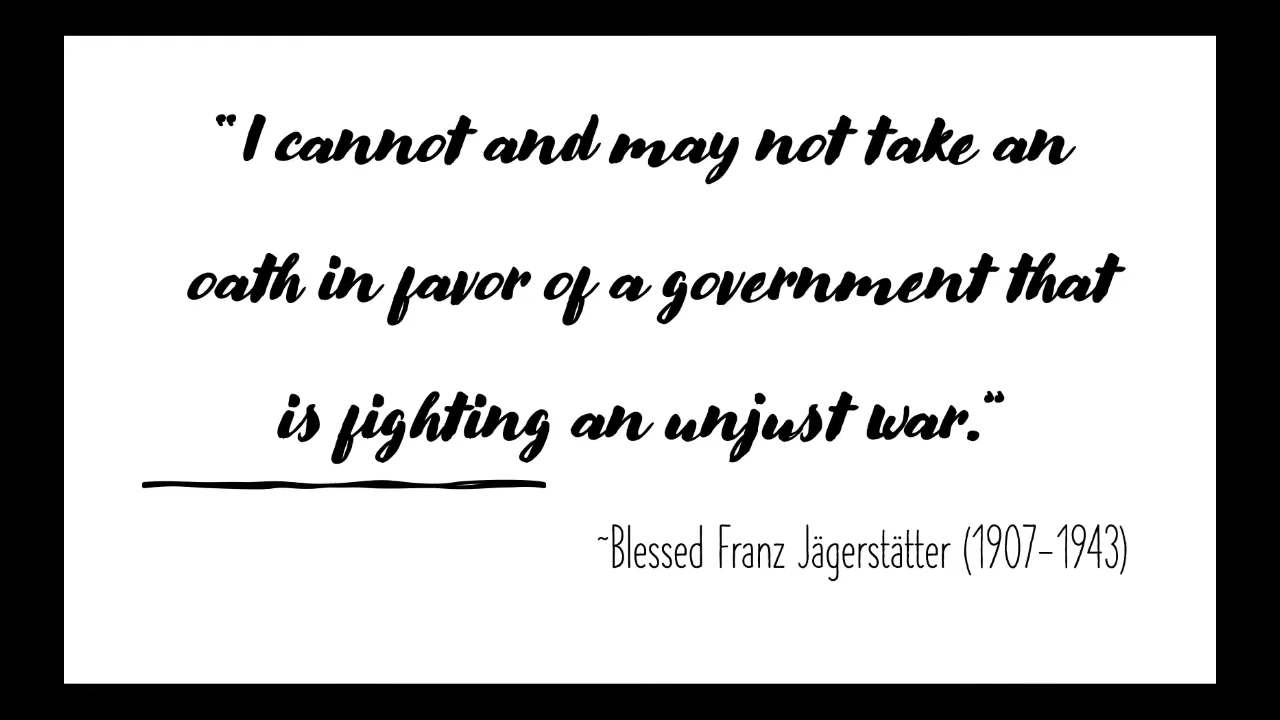 “I cannot and may not take an
oath in favor of a government that
is fighting an unjust war.”
~Blessed Franz Jägerstätter (1907–1943)